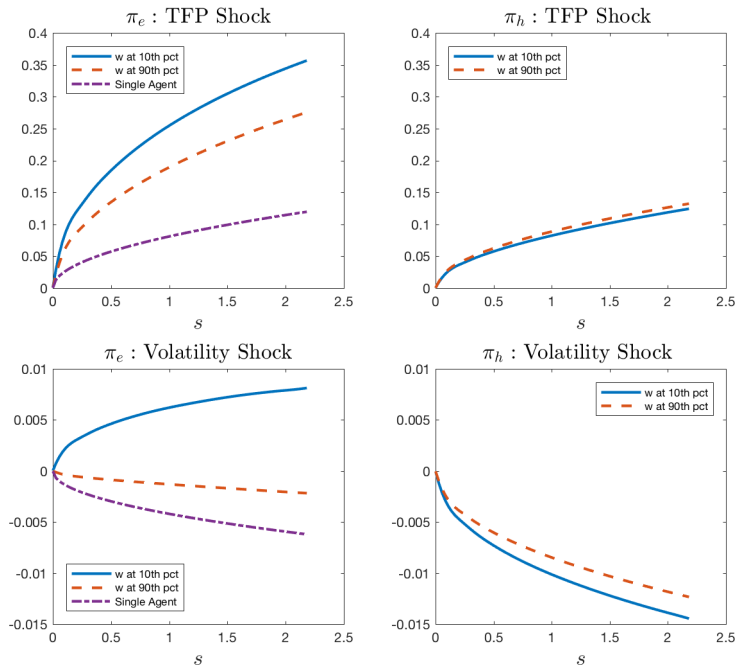 π_e : TFP Shock
0.4
0.35
0.3
0.25
0.2
0.15
0.1
0.05
0
w at 10th pct
w at 90th pct
Single Agent
0 0.5 1 1.5 2 2.5
s
π_h : TFP Shock
0.4
0.35
0.3
0.25
0.2
0.15
0.1
0.05
0
w at 10th pct
w at 90th pct
0 0.5 1 1.5 2 2.5
s
π_e : Volatility Shock
0.01
0.005
0
-0.005
-0.01
-0.015
w at 10th pct
w at 90th pct
Single Agent
0 0.5 1 1.5 2 2.5
s
π_h : Volatility Shock
0.01
0.005
0
-0.005
-0.01
-0.015
w at 10th pct
w at 90th pct
0 0.5 1 1.5 2 2.5
s